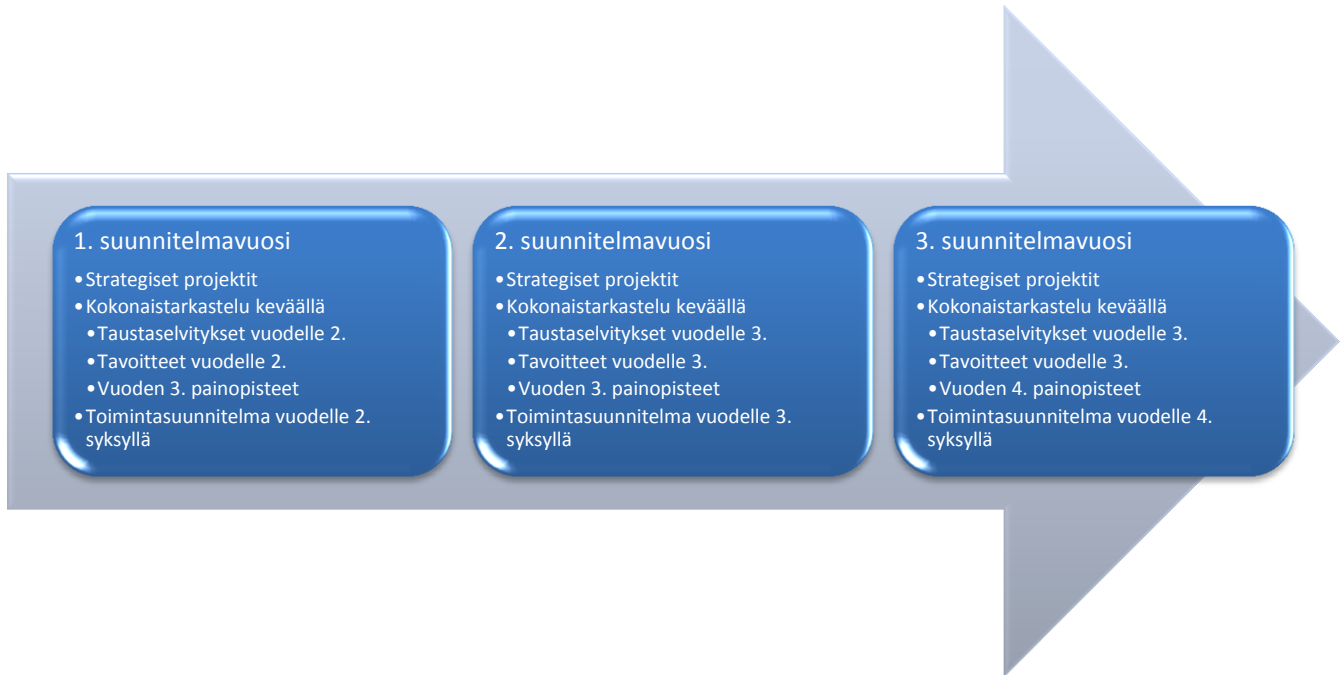 1. suunnitelmavuosi
•Strategiset projektit
•Kokonaistarkastelu keväällä
•Taustaselvitykset vuodelle 2.
•Tavoitteet vuodelle 2.
•Vuoden 3. painopisteet
•Toimintasuunnitelma vuodelle 2.
syksyllä
2. suunnitelmavuosi
•Strategiset projektit
•Kokonaistarkastelu keväällä
•Taustaselvitykset vuodelle 3.
•Tavoitteet vuodelle 3.
•Vuoden 3. painopisteet
•Toimintasuunnitelma vuodelle 3.
syksyllä
3. suunnitelmavuosi
•Strategiset projektit
•Kokonaistarkastelu keväällä
•Taustaselvitykset vuodelle 3.
•Tavoitteet vuodelle 3.
•Vuoden 4. painopisteet
•Toimintasuunnitelma vuodelle 4.
syksyllä